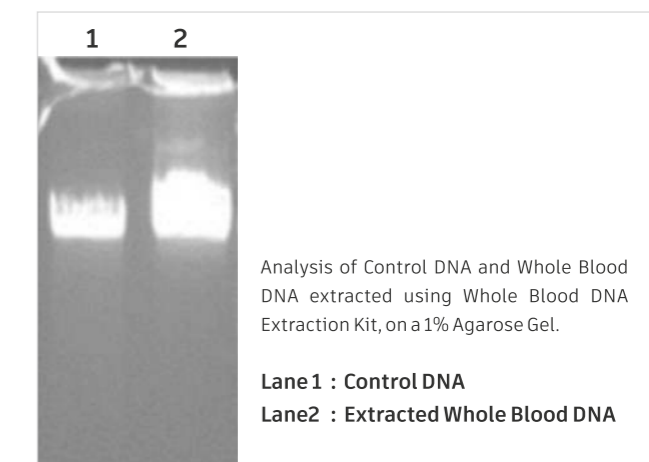 1 2
Analysis of Control DNA and Whole Blood
DNA extracted using Whole Blood DNA
Extraction Kit, on a 1% Agarose Gel.
Lane 1 : Control DNA
Lane2 : Extracted Whole Blood DNA